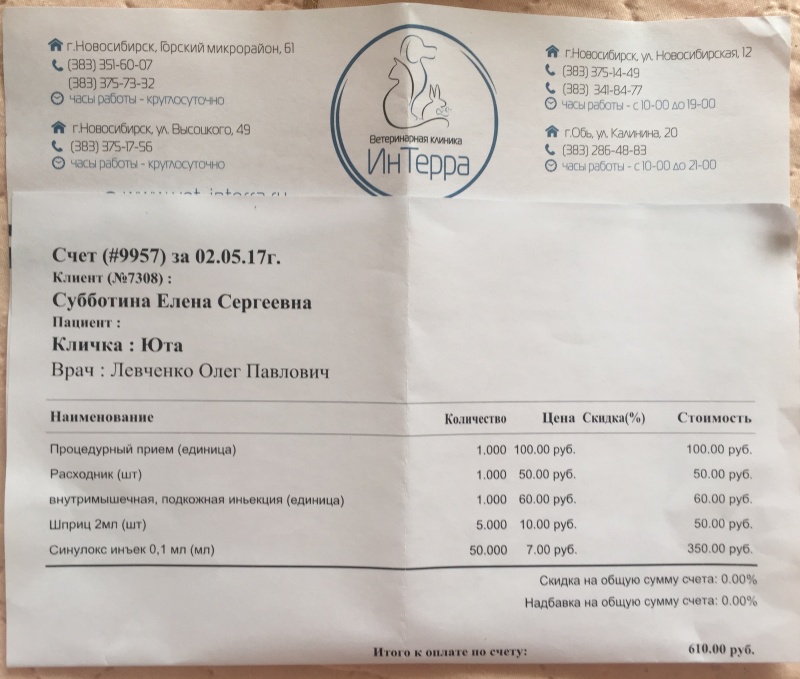 г.Новосибирск, Горский микрорайон, 61
(383) 351-60-07
(383) 375-73-32
часы работы - круглосуточно
г.Новосибирск, ул. Высоцкого, 49
(383) 375-17-56
часы работы - круглосуточно
Ветеринарная клиника
ИнТерра
г.Новосибирск, ул. Новосибирская, 12
(383) 375-14-49
(383) 341-84-77
часы работы - с 10-00 до 19-00
г.Обь, ул. Калинина, 20
(383) 286-48-83
часы работы - с 10-00 до 21-00
Счет (#9957) за 02.05.17г.
Клиент (№7308) :
Субботина Елена Сергеевна
Пациент :
Кличка : Юта
Врач : Левченко Олег Павлович
Наименование Количество Цена Скидка(%) Стоимость
Процедурный прием (единица) 1.000 100.00 руб. 100.00 руб.
Расходник (шт) 1.000 50.00 руб. 50.00 руб.
внутримышечная, подкожная иньекция (единица) 1.000 60.00 руб. 60.00 руб.
Шприц 2мл (шт) 5.000 10.00 руб. 50.00 руб.
Синулокс инъек 0,1 мл (мл) 50.000 7.00 руб. 350.00 руб.
Скидка на общую сумму счета: 0.00%
Надбавка на общую сумму счета: 0.00%
Итого к оплате по счету: 610.00 руб.